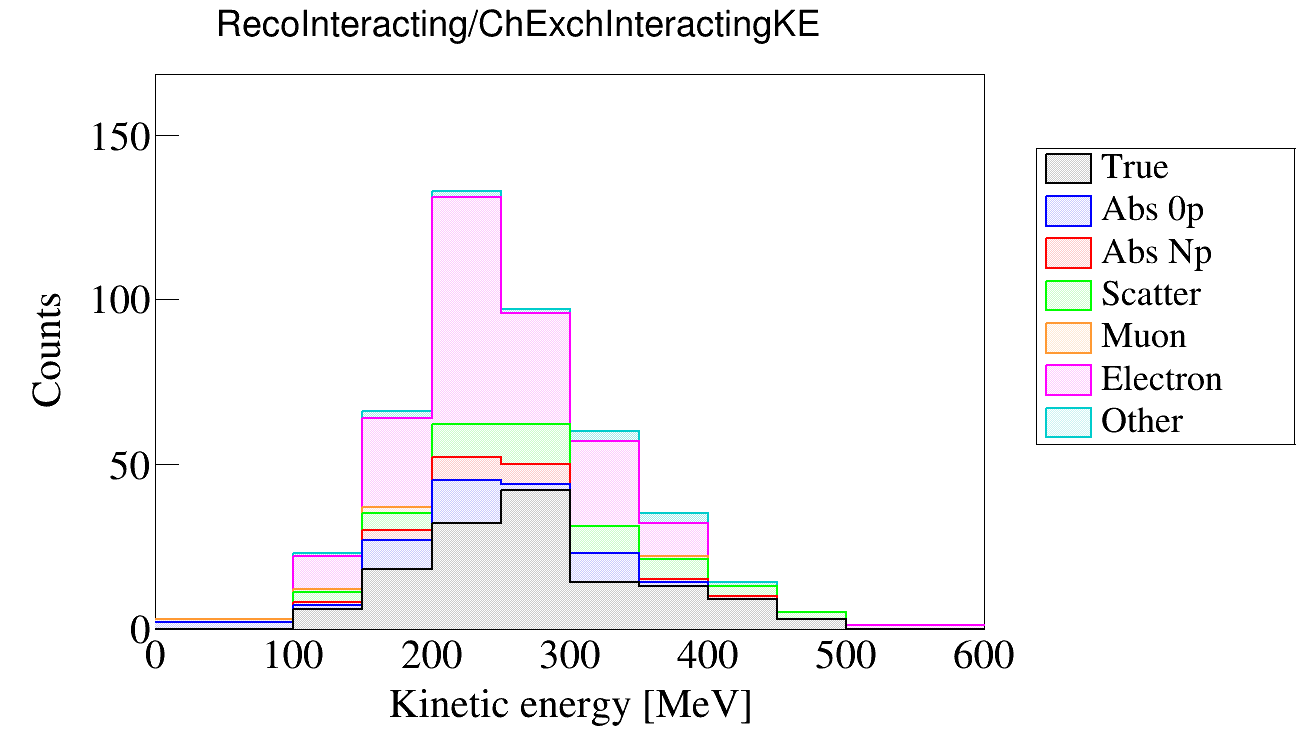 RecoInteracting/ChExchInteractingKE
150
100
50
0
Counts
0 100 200 300 400 500 600
Kinetic energy [MeV]
True
Abs 0p
Abs Np
Scatter
Muon
Electron
Other